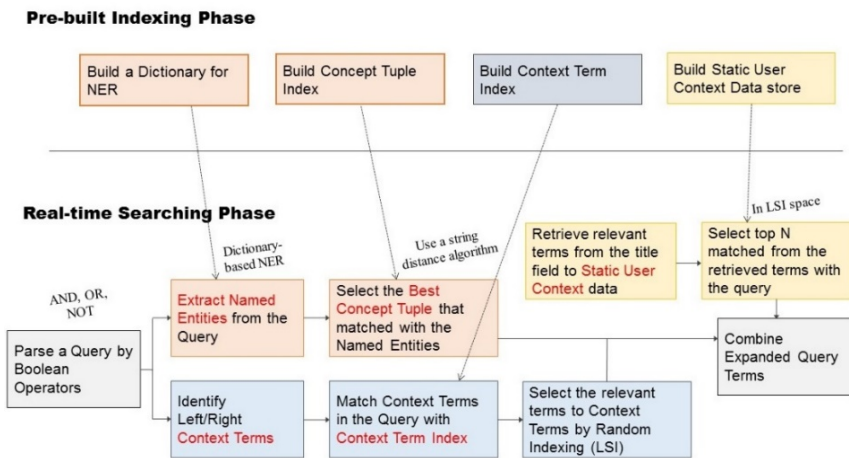 Pre-built Indexing Phase
Build a Dictionary for
NER
Build Concept Tuple
Index
Build Context Term
Index
Build Static User
Context Data store
Real-time Searching Phase
In LSI space
Dictionary-
based NER
Use a string
distance algorithm
Retrieve relevant
terms from the title
field to Static User
Context data
Select top N
matched from the
retrieved terms with
the query
AND, OR,
NOT
Extract Named
Entities from the
Query
Select the Best
Concept Tuple that
matched with the
Named Entities
Parse a Query by
Boolean
Operators
Combine
Expanded Query
Terms
Identify
Left/Right
Context Terms
Match Context Terms
in the Query with
Context Term Index
Select the relevant
terms to Context
Terms by Random
Indexing (LSI)